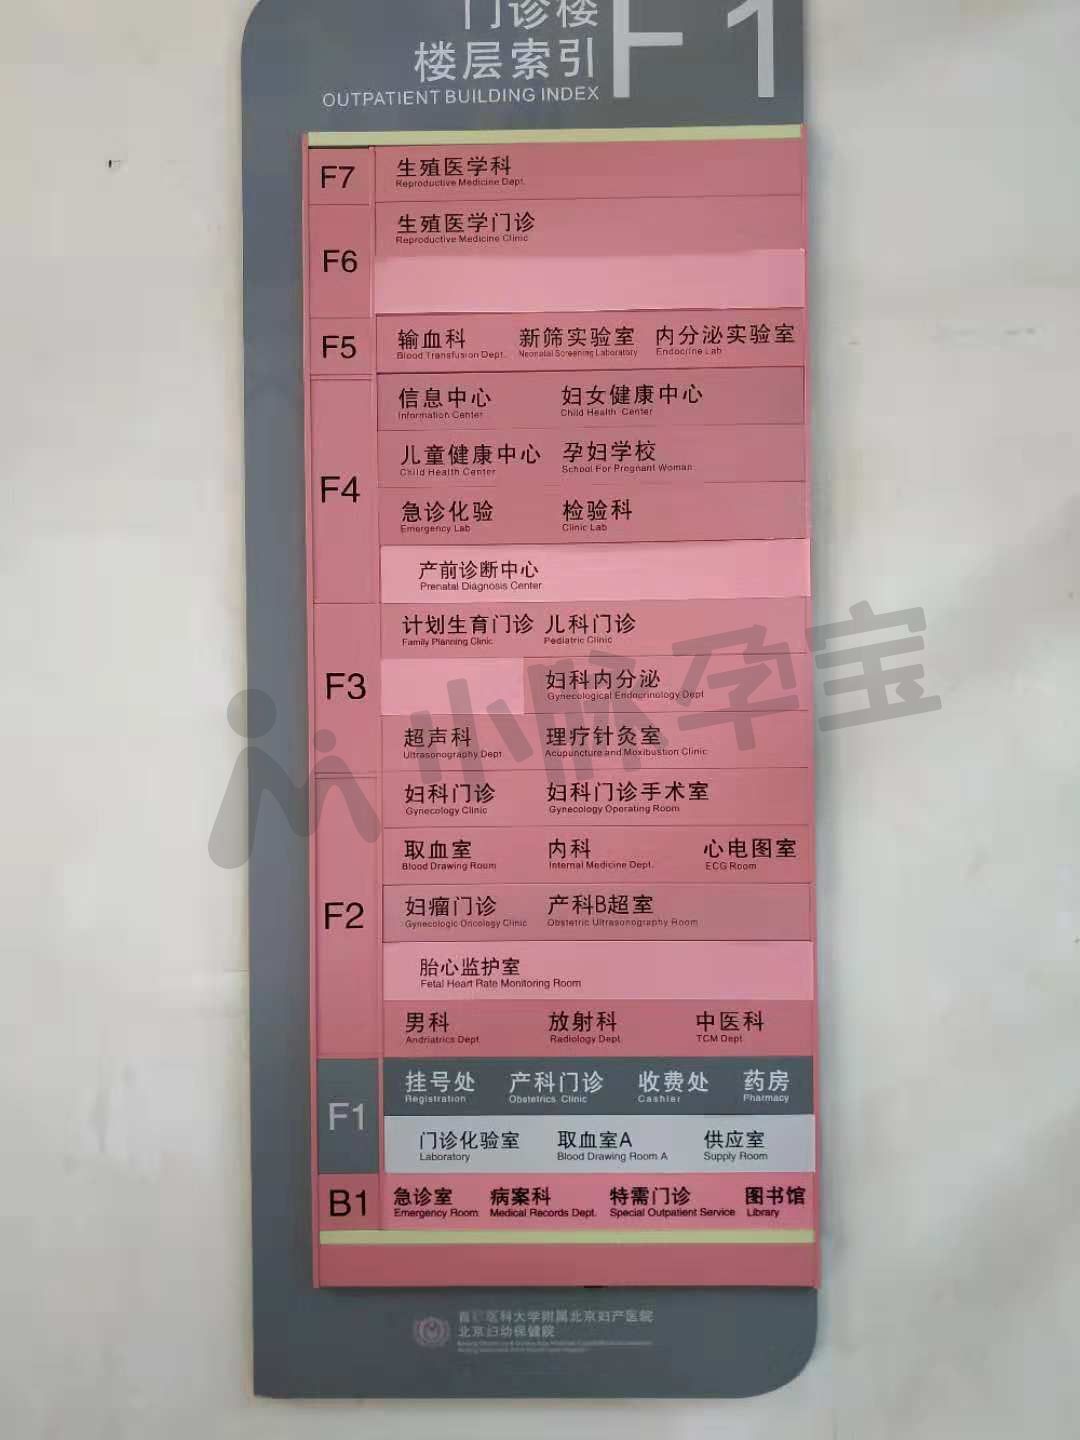 门诊楼
楼层索引
F1
OUTPATIENT BUILDING INDEX
F7
生殖医学科
Reproductive Medicine Dept.
F6
生殖医学门诊
Reproductive Medicine Clinic
F5
输血科 新筛实验室 内分泌实验室
Blood Transfusion Dept. Neonatal Screening Laboratory Endocrine Lab
F4
信息中心 妇女健康中心
Information Center Child Health Center
儿童健康中心 孕妇学校
Child Health Center School For Pregnant Woman
急诊化验 检验科
Emergency Lab Clinic Lab
产前诊断中心
Prenatal Diagnosis Center
F3
计划生育门诊 儿科门诊
Family Planning Clinic Pediatric Clinic
妇科内分泌
Gynecological Endocrinology Dept
超声科 理疗针灸室
Ultrasonography Dept Acupuncture and Moxibustion Clinic
F2
妇科门诊 妇科门诊手术室
Gynecology Clinic Gynecology Operating Room
取血室 内科 心电图室
Blood Drawing Room Internal Medicine Dept. ECG Room
妇瘤门诊 产科B超室
Gynecologic Oncology Clinic Obstetric Ultrasonography Room
胎心监护室
Fetal Heart Rate Monitoring Room
男科 放射科 中医科
Andriatrics Dept Radiology Dept TCM Dept
F1
挂号处 产科门诊 收费处 药房
Registration Obstetrics Clinic Cashier Pharmacy
门诊化验室 取血室A 供应室
Laboratory Blood Drawing Room A Supply Room
B1
急诊室 病案科 特需门诊 图书馆
Emergency Room Medical Records Dept. Special Outpatient Service Library
首都医科大学附属北京妇产医院
北京妇幼保健院
小脉孕宝